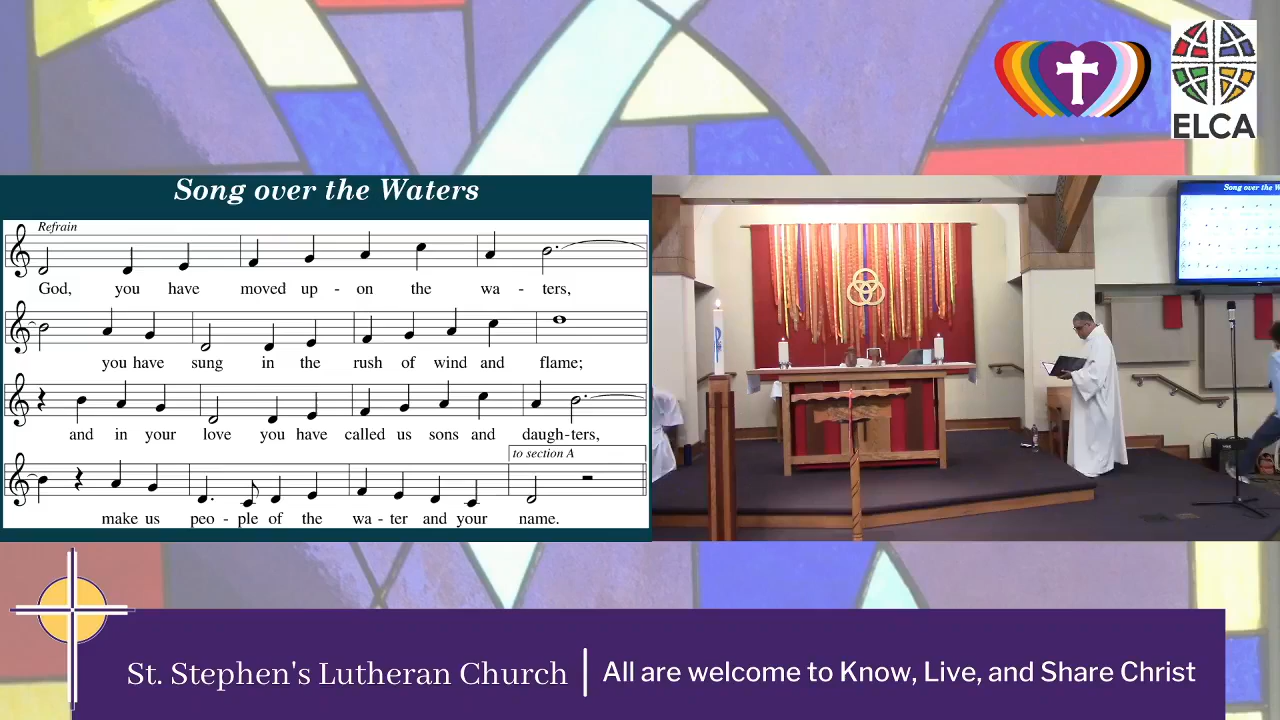 ELCA
Song over the Waters
Refrain
God, you have moved up - on the wa - ters,
you have sung in the rush of wind and flame;
and in your love you have called us sons and daugh-ters,
to section A
make us peo - ple of the wa - ter and your name.
Song over the W
St. Stephen's Lutheran Church | All are welcome to Know, Live, and Share Christ